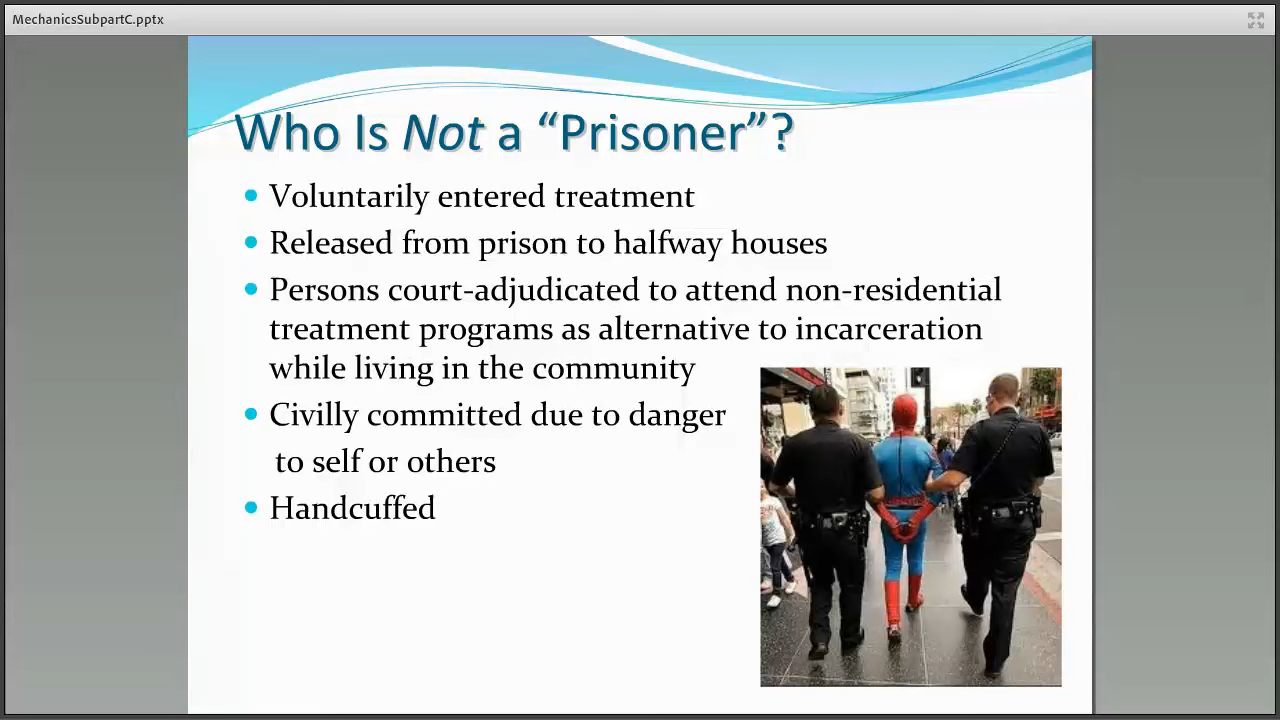 MechanicsSubpartC.pptx
Who Is Not a “Prisoner”?
• Voluntarily entered treatment
• Released from prison to halfway houses
• Persons court-adjudicated to attend non-residential
treatment programs as alternative to incarceration
while living in the community
• Civilly committed due to danger
to self or others
• Handcuffed